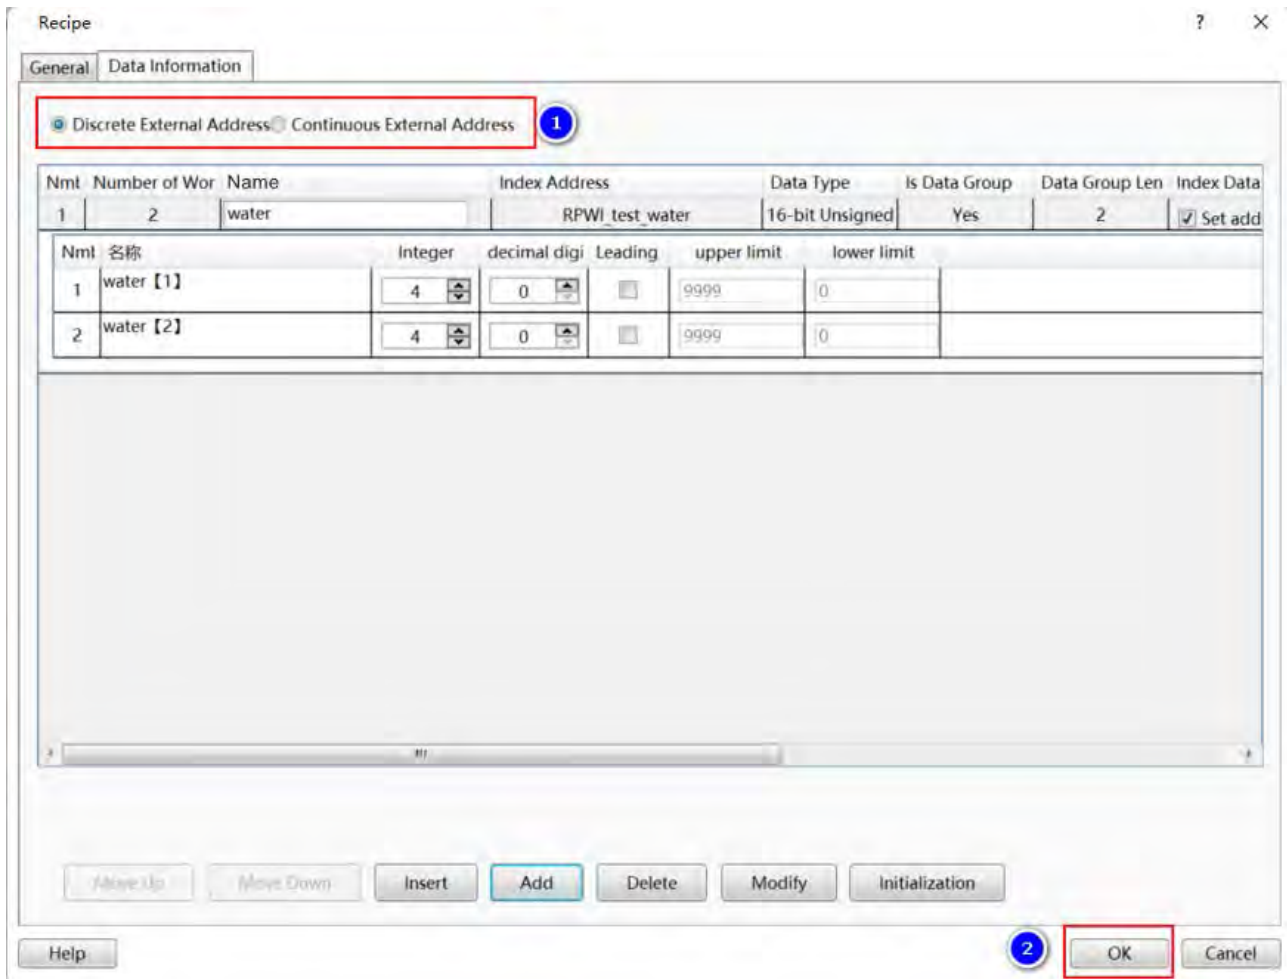 Recipe ? ×
General Data Information
Discrete External Address Continuous External Address 1
Nml Number of Wor Name Index Address Data Type Is Data Group Data Group Len Index Data
1 2 water RPWI_test_water 16-bit Unsigned Yes 2 Set add
Nml 名称 Integer decimal digi Leading upper limit lower limit
1 water【1】 4 0 9999 0
2 water【2】 4 0 9999 0
Move Up Move Down Insert Add Delete Modify Initialization
Help 2 OK Cancel